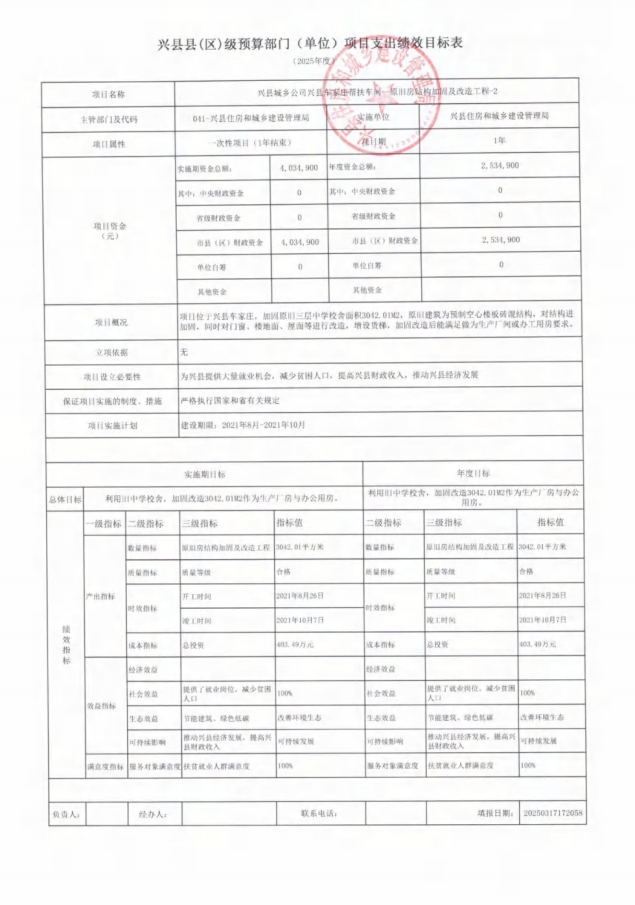 兴县县(区)级预算部门（单位）项目支出绩效目标表
（2025年度）
项目名称 兴县城乡公司兴县车家庄帮扶车间－原旧房结构加固及改造工程-2
主管部门及代码 041-兴县住房和城乡建设管理局 实施单位 兴县住房和城乡建设管理局
项目属性 一次性项目（1年结束） 日期 1年
项目资金
（元）
实施期资金总额： 4,034,900 年度资金总额： 2,534,900
其中：中央财政资金 0 其中：中央财政资金 0
省级财政资金 0 省级财政资金 0
市县（区）财政资金 4,034,900 市县（区）财政资金 2,534,900
单位自筹 0 单位自筹 0
其他资金 其他资金
项目概况 项目位于兴县车家庄，加固原旧三层中学校舍面积3042.01M2，原旧建筑为预制空心楼板砖混结构，对结构进
加固，同时对门窗、楼地面、屋面等进行改造，增设货梯，加固改造后能满足做为生产厂间或办工用房要求。
立项依据 无
项目设立必要性 为兴县提供大量就业机会，减少贫困人口，提高兴县财政收入，推动兴县经济发展
保证项目实施的制度、措施 严格执行国家和省有关规定
项目实施计划 建设期限：2021年8月-2021年10月
实施期目标 年度目标
总体目标 利用旧中学校舍，加固改造3042.01M2作为生产厂房与办公用房。 利用旧中学校舍，加固改造3042.01M2作为生产厂房与办公
用房。
绩效指标
一级指标 二级指标 三级指标 指标值 二级指标 三级指标 指标值
产出指标
数量指标 原旧房结构加固及改造工程 3042.01平方米 数量指标 原旧房结构加固及改造工程 3042.01平方米
质量指标 质量等级 合格 质量指标 质量等级 合格
时效指标 开工时间 2021年8月26日 时效指标 开工时间 2021年8月26日
竣工时间 2021年10月7日 竣工时间 2021年10月7日
成本指标 总投资 403.49万元 成本指标 总投资 403.49万元
效益指标
经济效益 经济效益
社会效益 提供了就业岗位，减少贫困
人口 100% 社会效益 提供了就业岗位，减少贫困
人口 100%
生态效益 节能建筑、绿色低碳 改善环境生态 生态效益 节能建筑、绿色低碳 改善环境生态
可持续影响 推动兴县经济发展，提高兴
县财政收入 可持续发展 可持续影响 推动兴县经济发展，提高兴
县财政收入 可持续发展
满意度指标 服务对象满意度 扶贫就业人群满意度 100% 服务对象满意度 扶贫就业人群满意度 100%
负责人： 经办人： 联系电话： 填报日期： 20250317172058